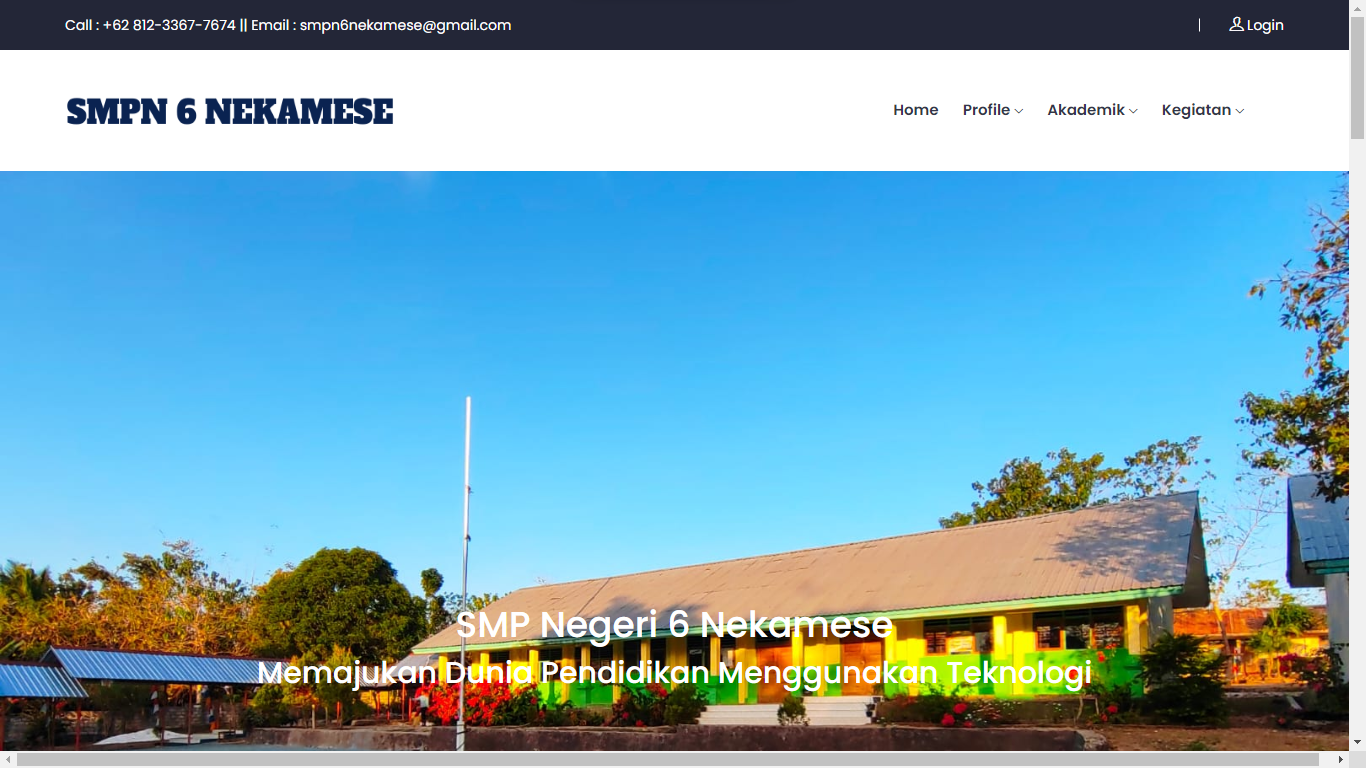 Call : +62 812-3367-7674 || Email : smpn6nekamese@gmail.com
| Login
SMPN 6 NEKAMESE
Home Profile Akademik Kegiatan
SMP Negeri 6 Nekamese
Memajukan Dunia Pendidikan Menggunakan Teknologi